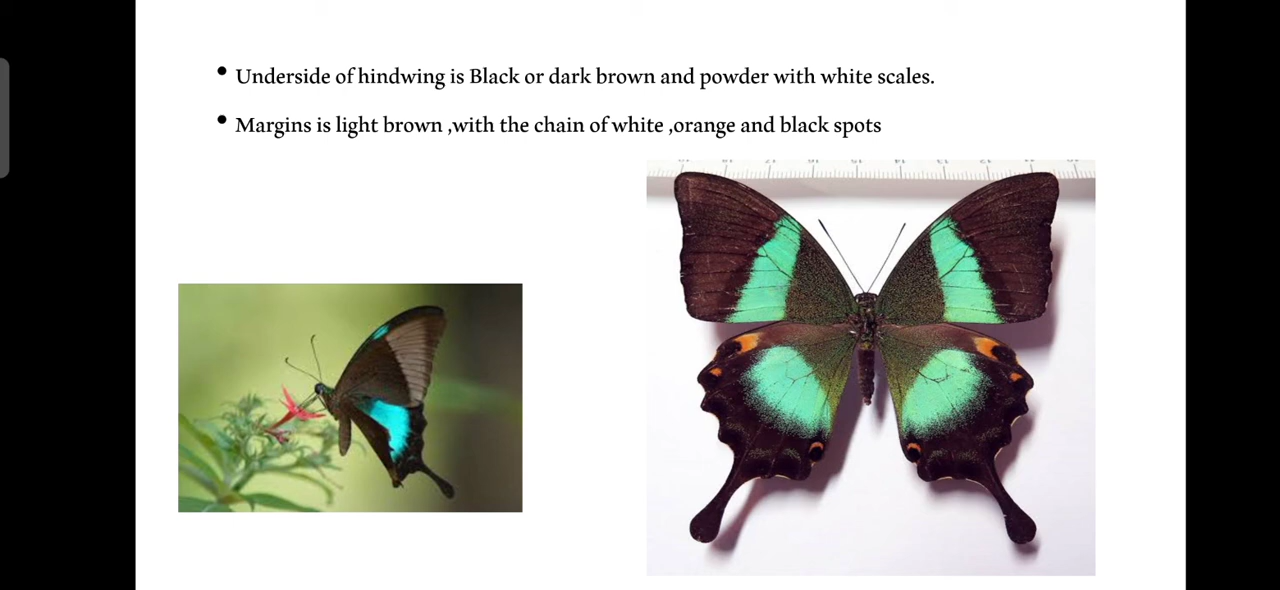 • Underside of hindwing is Black or dark brown and powder with white scales.
• Margins is light brown ,with the chain of white ,orange and black spots